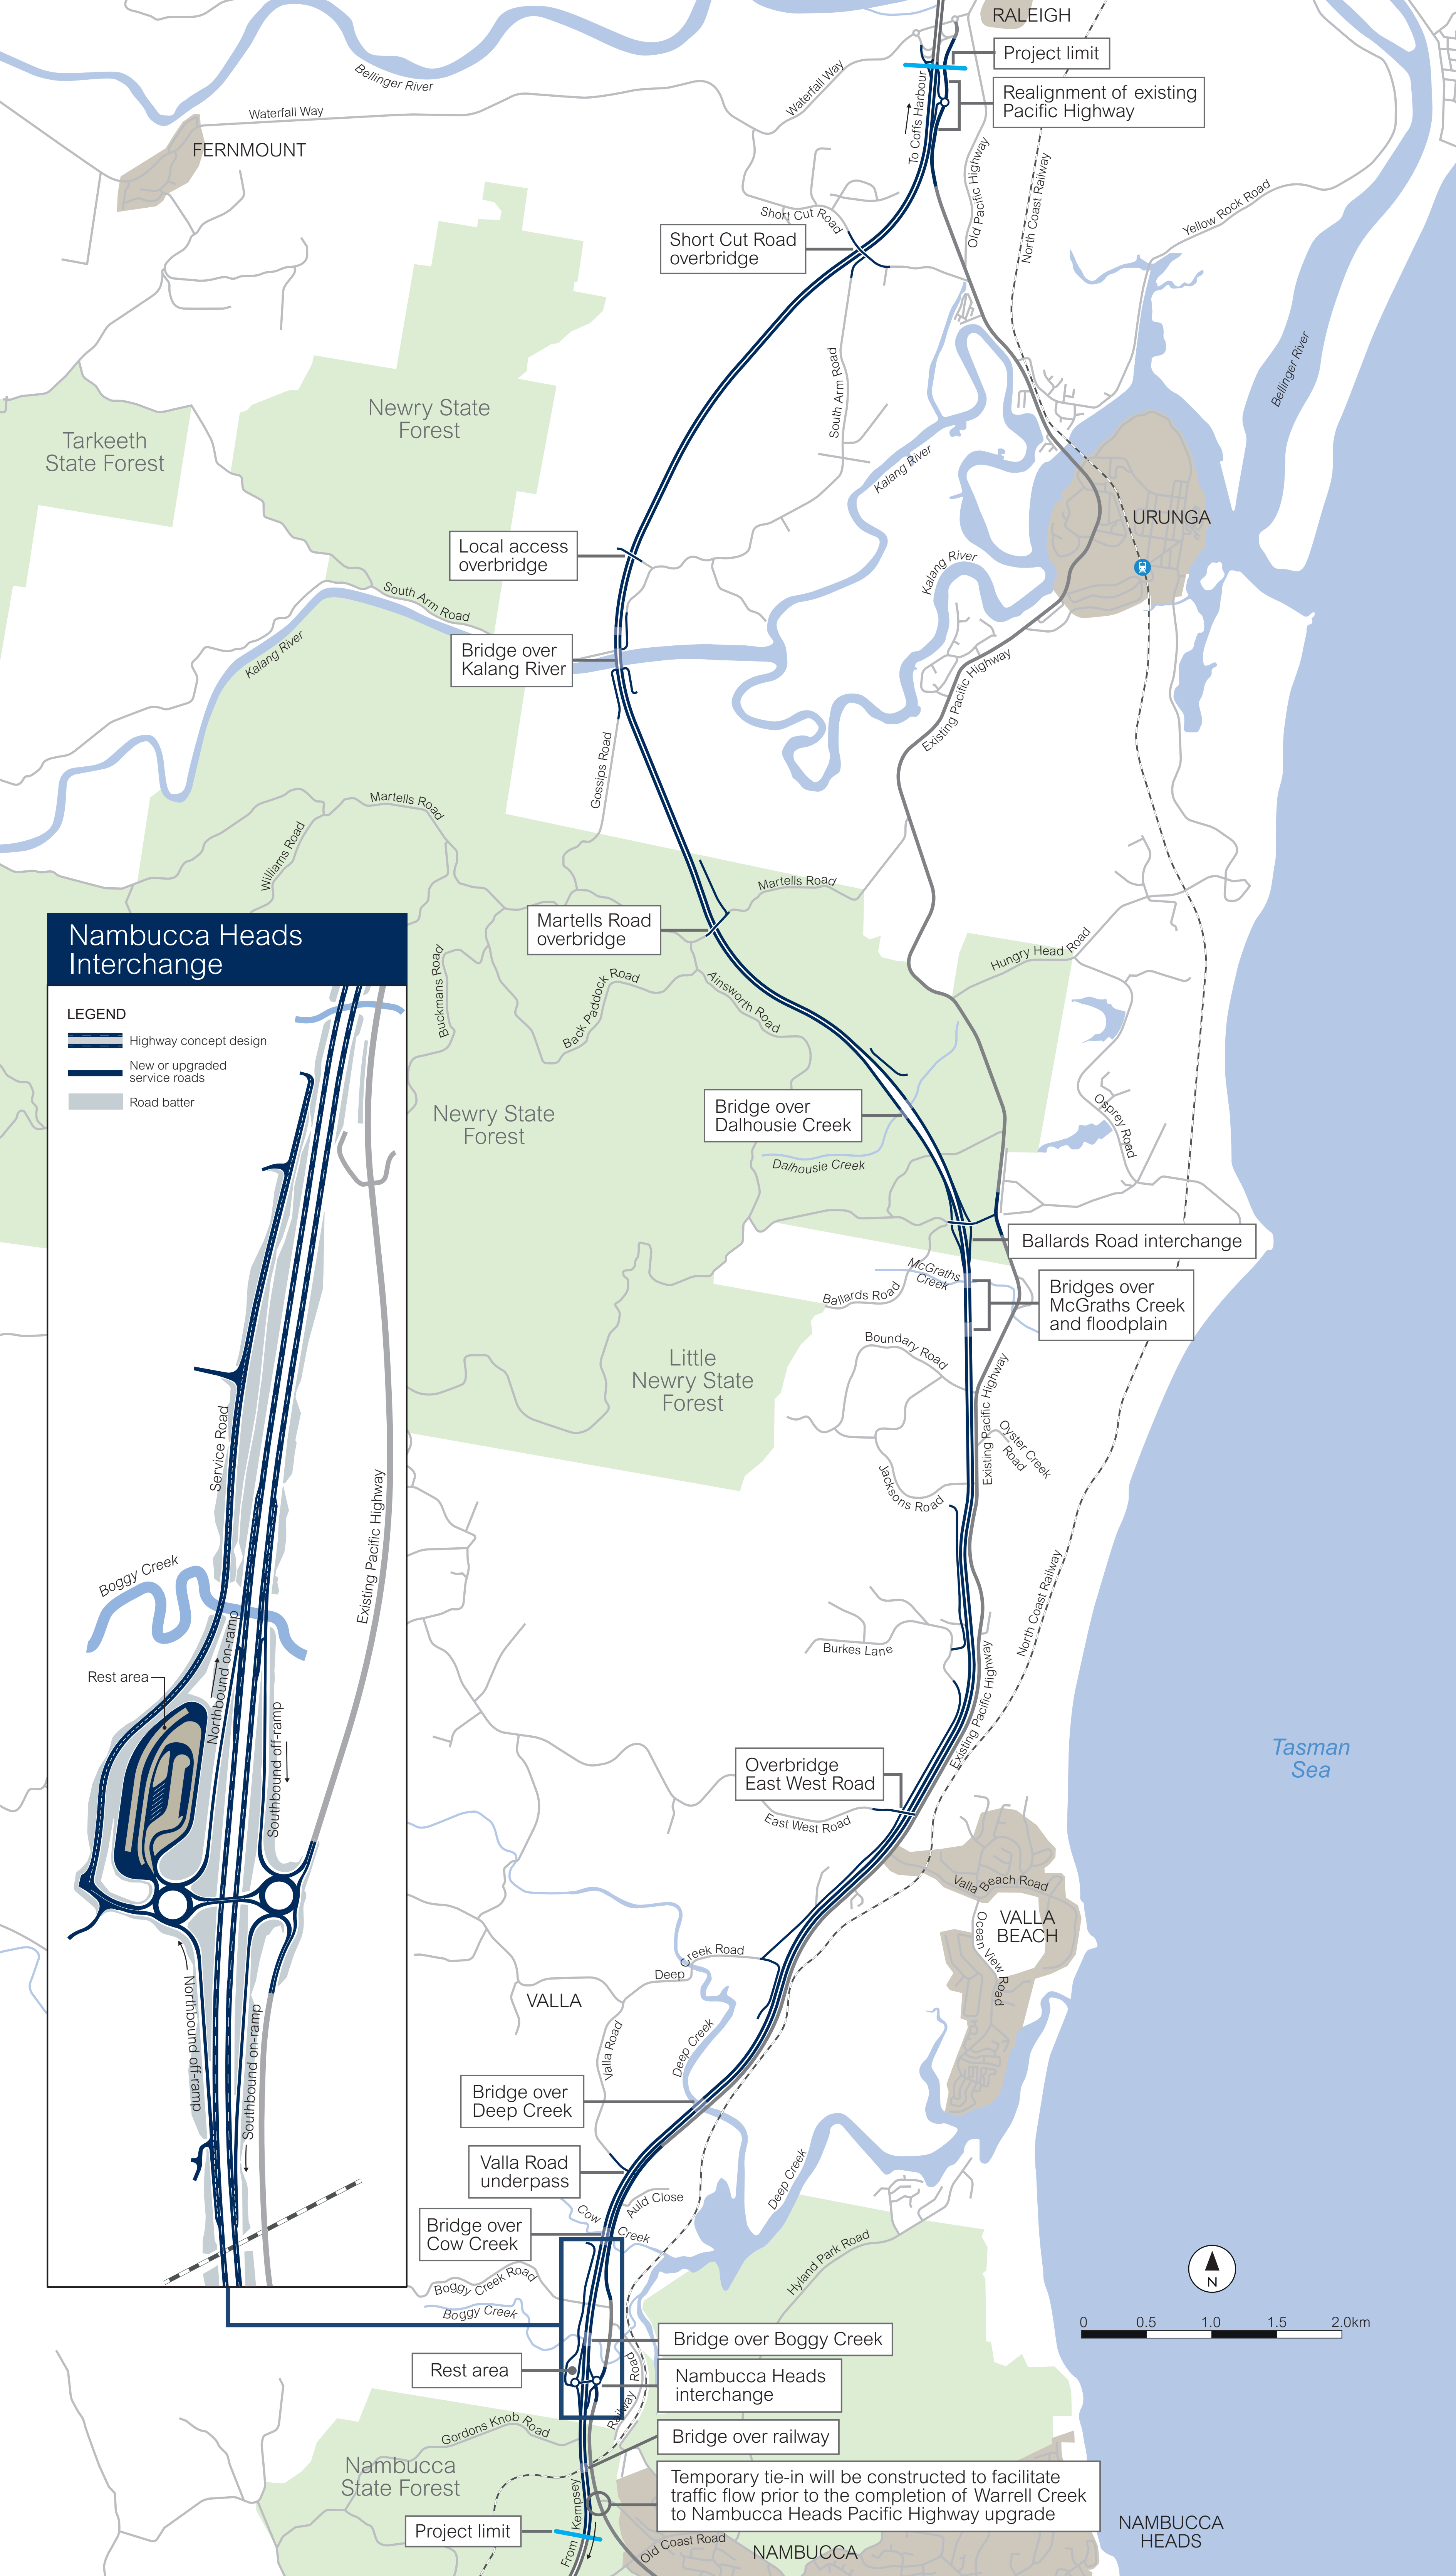 RALEIGH
Project limit
Bellinger River
Waterfall Way
Waterfall Way
To Coffs Harbour
Realignment of existing
Pacific Highway
FERNMOUNT
Old Pacific Highway
North Coast Railway
Yellow Rock Road
Short Cut Road
Short Cut Road
overbridge
Bellinger River
South Arm Road
Newry State
Forest
Tarkeeth
State Forest
Kalang River
URUNGA
Local access
overbridge
Kalang River
South Arm Road
Kalang River
Bridge over
Kalang River
Existing Pacific Highway
Gossips Road
Martells Road
Williams Road
Martells Road
Martells Road
overbridge
Hungry Head Road
Buckmans Road
Back Paddock Road
Ainsworth Road
Osprey Road
Newry State
Forest
Bridge over
Dalhousie Creek
Dalhousie Creek
Ballards Road interchange
McGraths
Creek
Ballards Road
Bridges over
McGraths Creek
and floodplain
Boundary Road
Little
Newry State
Forest
Existing Pacific Highway
Oyster Creek
Road
Jacksons Road
North Coast Railway
Burkes Lane
Existing Pacific Highway
Tasman
Sea
Overbridge
East West Road
East West Road
Valla Beach Road
VALLA
BEACH
Ocean View Road
Deep Creek Road
VALLA
Valla Road
Deep Creek
Bridge over
Deep Creek
Deep Creek
Valla Road
underpass
Auld Close
Cow Creek
Bridge over
Cow Creek
Hyland Park Road
Boggy Creek Road
Boggy Creek
N
0 0.5 1.0 1.5 2.0km
Bridge over Boggy Creek
Rest area
Nambucca Heads
interchange
Railway Road
Gordons Knob Road
Bridge over railway
Nambucca
State Forest
Temporary tie-in will be constructed to facilitate
traffic flow prior to the completion of Warrell Creek
to Nambucca Heads Pacific Highway upgrade
Project limit
From Kempsey
Old Coast Road
NAMBUCCA
NAMBUCCA
HEADS
Nambucca Heads
Interchange
LEGEND
Highway concept design
New or upgraded
service roads
Road batter
Service Road
Existing Pacific Highway
Boggy Creek
Rest area
Northbound on-ramp
Southbound off-ramp
Northbound off-ramp
Southbound on-ramp